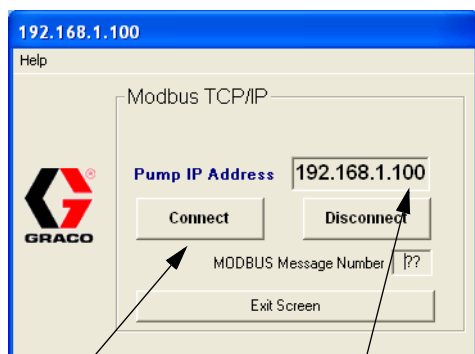 192.168.1.100
Help
Modbus TCP/IP
Pump IP Address 192.168.1.100
Connect Disconnect
GRACO
MODBUS Message Number ??
Exit Screen